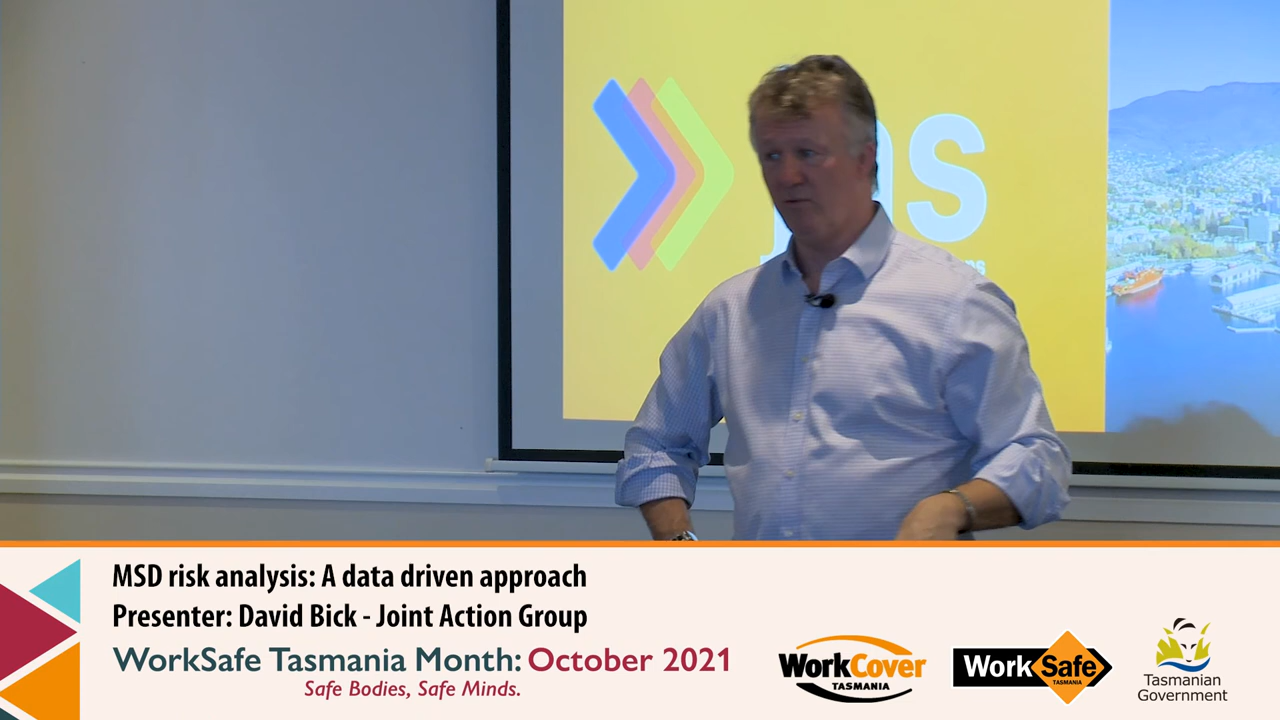 MSD risk analysis: A data driven approach
Presenter: David Bick - Joint Action Group
WorkSafe Tasmania Month: October 2021
Safe Bodies, Safe Minds.
WorkCover
TASMANIA
WorkSafe
TASMANIA
Tasmanian
Government